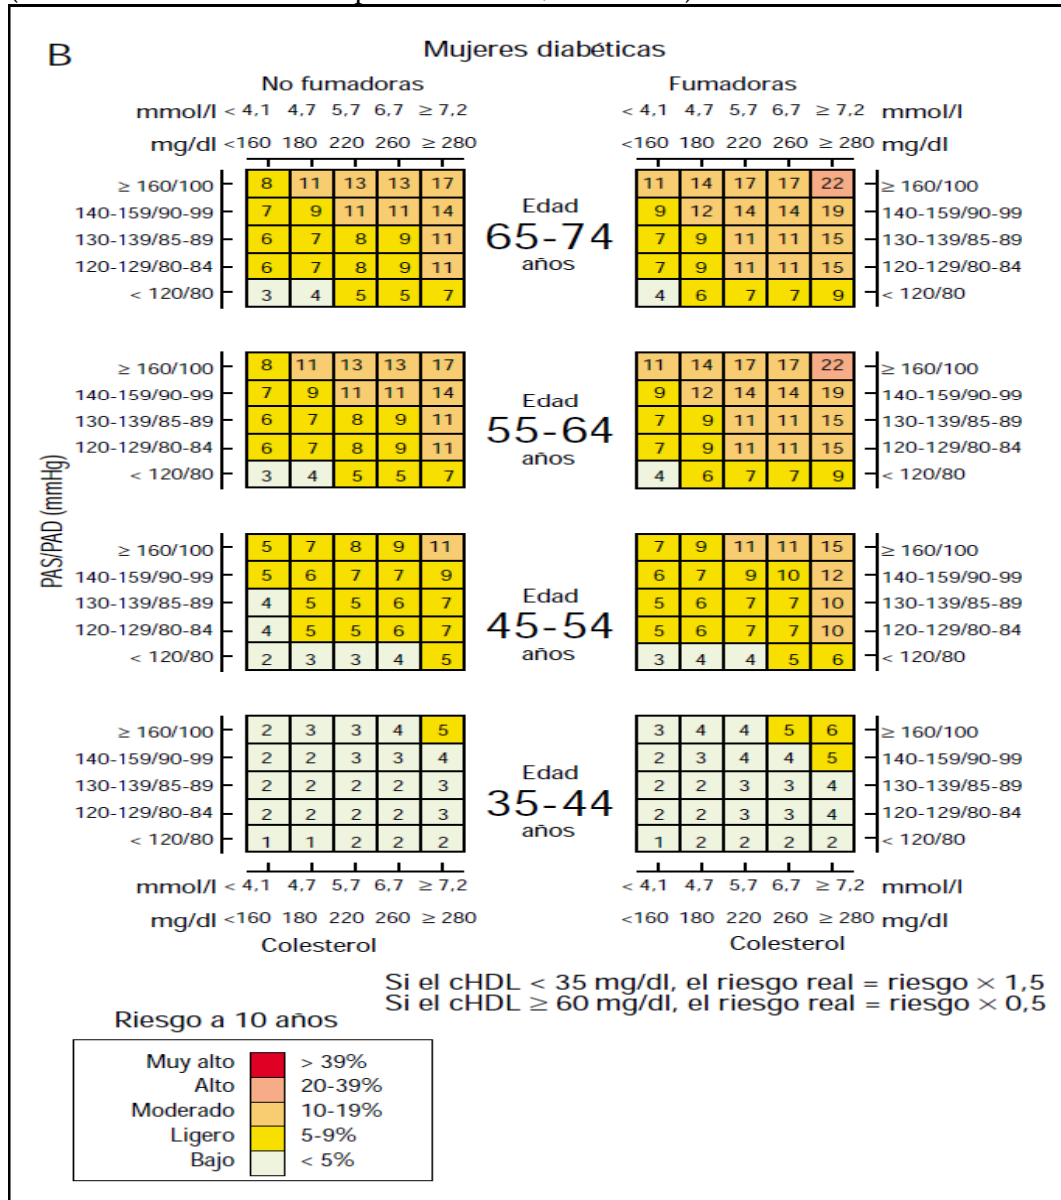 B
Mujeres diabéticas
No fumadoras Fumadoras
mmol/l < 4,1 4,7 5,7 6,7 ≥ 7,2 < 4,1 4,7 5,7 6,7 ≥ 7,2 mmol/l
mg/dl <160 180 220 260 ≥ 280 <160 180 220 260 ≥ 280 mg/dl
≥ 160/100 8 11 13 13 17 11 14 17 17 22 ≥ 160/100
140-159/90-99 7 9 11 11 14 Edad 9 12 14 14 19 140-159/90-99
130-139/85-89 6 7 8 9 11 65-74 7 9 11 11 15 130-139/85-89
120-129/80-84 6 7 8 9 11 años 7 9 11 11 15 120-129/80-84
< 120/80 3 4 5 5 7 4 6 7 7 9 < 120/80
≥ 160/100 8 11 13 13 17 11 14 17 17 22 ≥ 160/100
140-159/90-99 7 9 11 11 14 Edad 9 12 14 14 19 140-159/90-99
130-139/85-89 6 7 8 9 11 55-64 7 9 11 11 15 130-139/85-89
120-129/80-84 6 7 8 9 11 años 7 9 11 11 15 120-129/80-84
< 120/80 3 4 5 5 7 4 6 7 7 9 < 120/80
PAS/PAD (mmHg)
≥ 160/100 5 7 8 9 11 7 9 11 11 15 ≥ 160/100
140-159/90-99 5 6 7 7 9 Edad 6 7 9 10 12 140-159/90-99
130-139/85-89 4 5 5 6 7 45-54 5 6 7 7 10 130-139/85-89
120-129/80-84 4 5 5 6 7 años 5 6 7 7 10 120-129/80-84
< 120/80 2 3 3 4 5 3 4 4 5 6 < 120/80
≥ 160/100 2 3 3 4 5 3 4 4 5 6 ≥ 160/100
140-159/90-99 2 2 3 3 4 Edad 2 3 4 4 5 140-159/90-99
130-139/85-89 2 2 2 2 3 35-44 2 2 3 3 4 130-139/85-89
120-129/80-84 2 2 2 2 3 años 2 2 3 3 4 120-129/80-84
< 120/80 1 1 2 2 2 1 2 2 2 2 < 120/80
mmol/l < 4,1 4,7 5,7 6,7 ≥ 7,2 < 4,1 4,7 5,7 6,7 ≥ 7,2 mmol/l
mg/dl <160 180 220 260 ≥ 280 <160 180 220 260 ≥ 280 mg/dl
Colesterol Colesterol
Si el cHDL < 35 mg/dl, el riesgo real = riesgo × 1,5
Si el cHDL ≥ 60 mg/dl, el riesgo real = riesgo × 0,5
Riesgo a 10 años
Muy alto > 39%
Alto 20-39%
Moderado 10-19%
Ligero 5-9%
Bajo < 5%